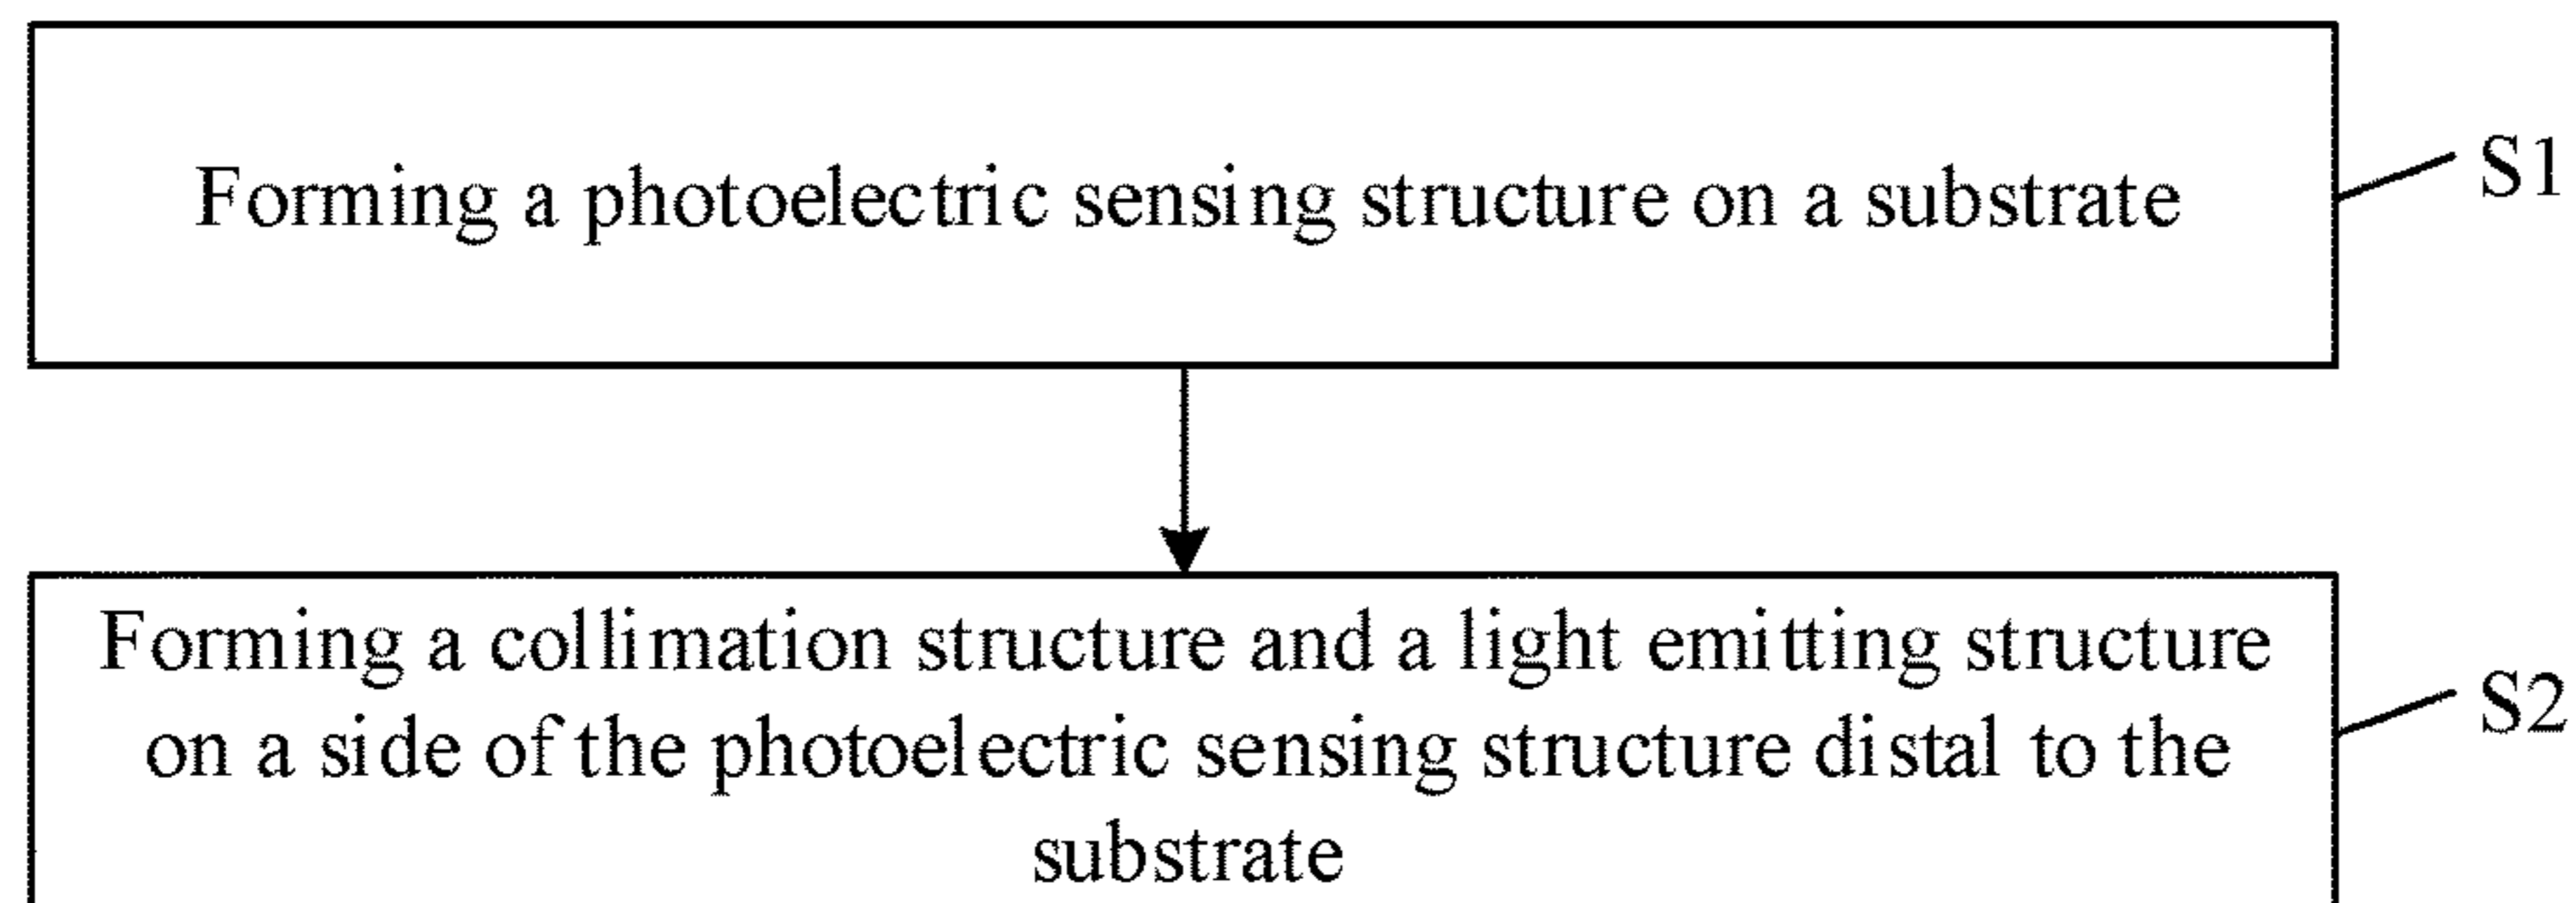 Forming a photoelectric sensing structure on a substrate
S1
Forming a collimation structure and a light emitting structure
on a side of the photoelectric sensing structure distal to the
substrate
S2